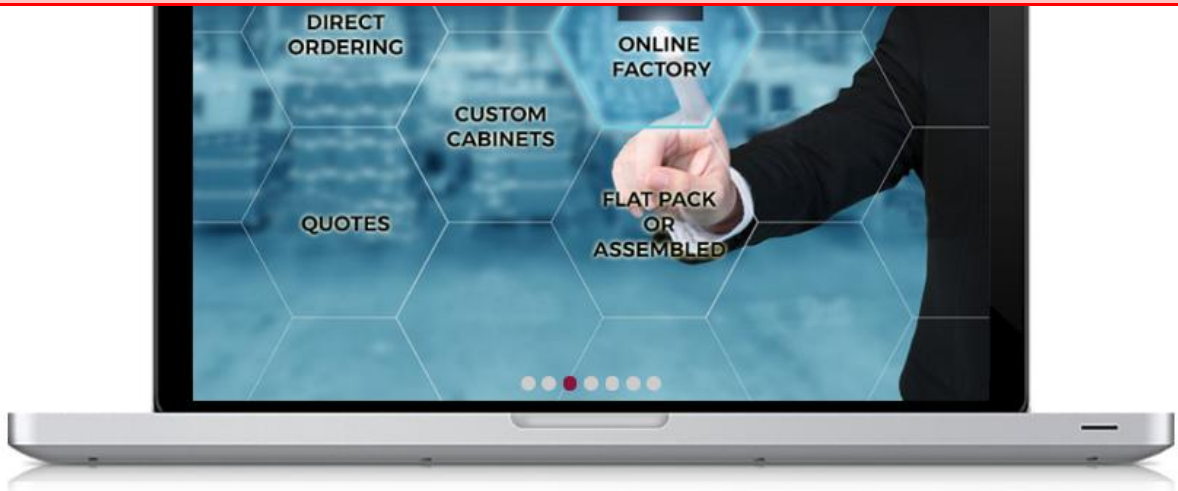 DIRECT
ORDERING
ONLINE
FACTORY
CUSTOM
CABINETS
FLAT PACK
OR
ASSEMBLED
QUOTES